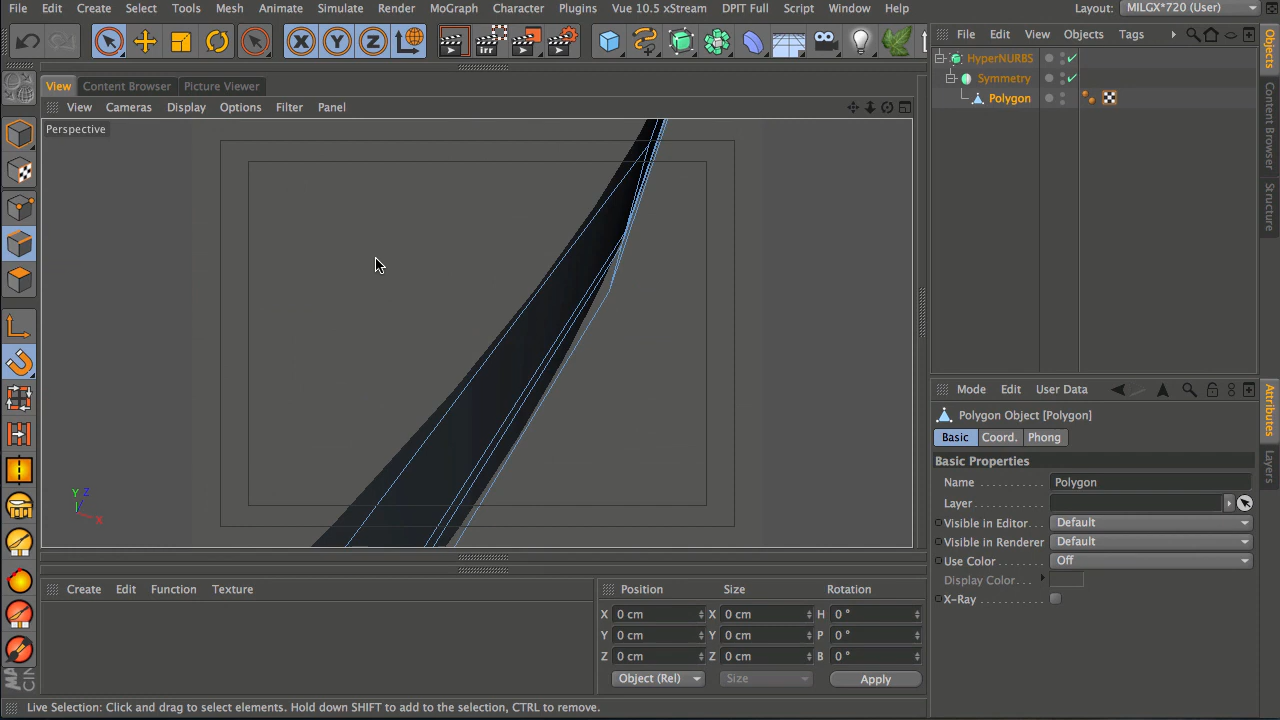 File Edit Create Select Tools Mesh Animate Simulate Render MoGraph Character Plugins Vue 10.5 xStream DPIT Full Script Window Help Layout: MILGX*720 (User)
X Y Z irr
View Content Browser Picture Viewer
View Cameras Display Options Filter Panel
Perspective
Y Z
X
File Edit View Objects Tags
HyperNURBS
Symmetry
Polygon
Objects
Content Browser
Structure
Mode Edit User Data
Polygon Object [Polygon]
Basic Coord. Phong
Basic Properties
Name Polygon
Layer
Visible in Editor Default
Visible in Renderer Default
Use Color Off
Display Color
X-Ray
Attributes
Layers
Create Edit Function Texture
Position Size Rotation
X 0 cm X 0 cm H 0 °
Y 0 cm Y 0 cm P 0 °
Z 0 cm Z 0 cm B 0 °
Object (Rel) Size Apply
Live Selection: Click and drag to select elements. Hold down SHIFT to add to the selection, CTRL to remove.